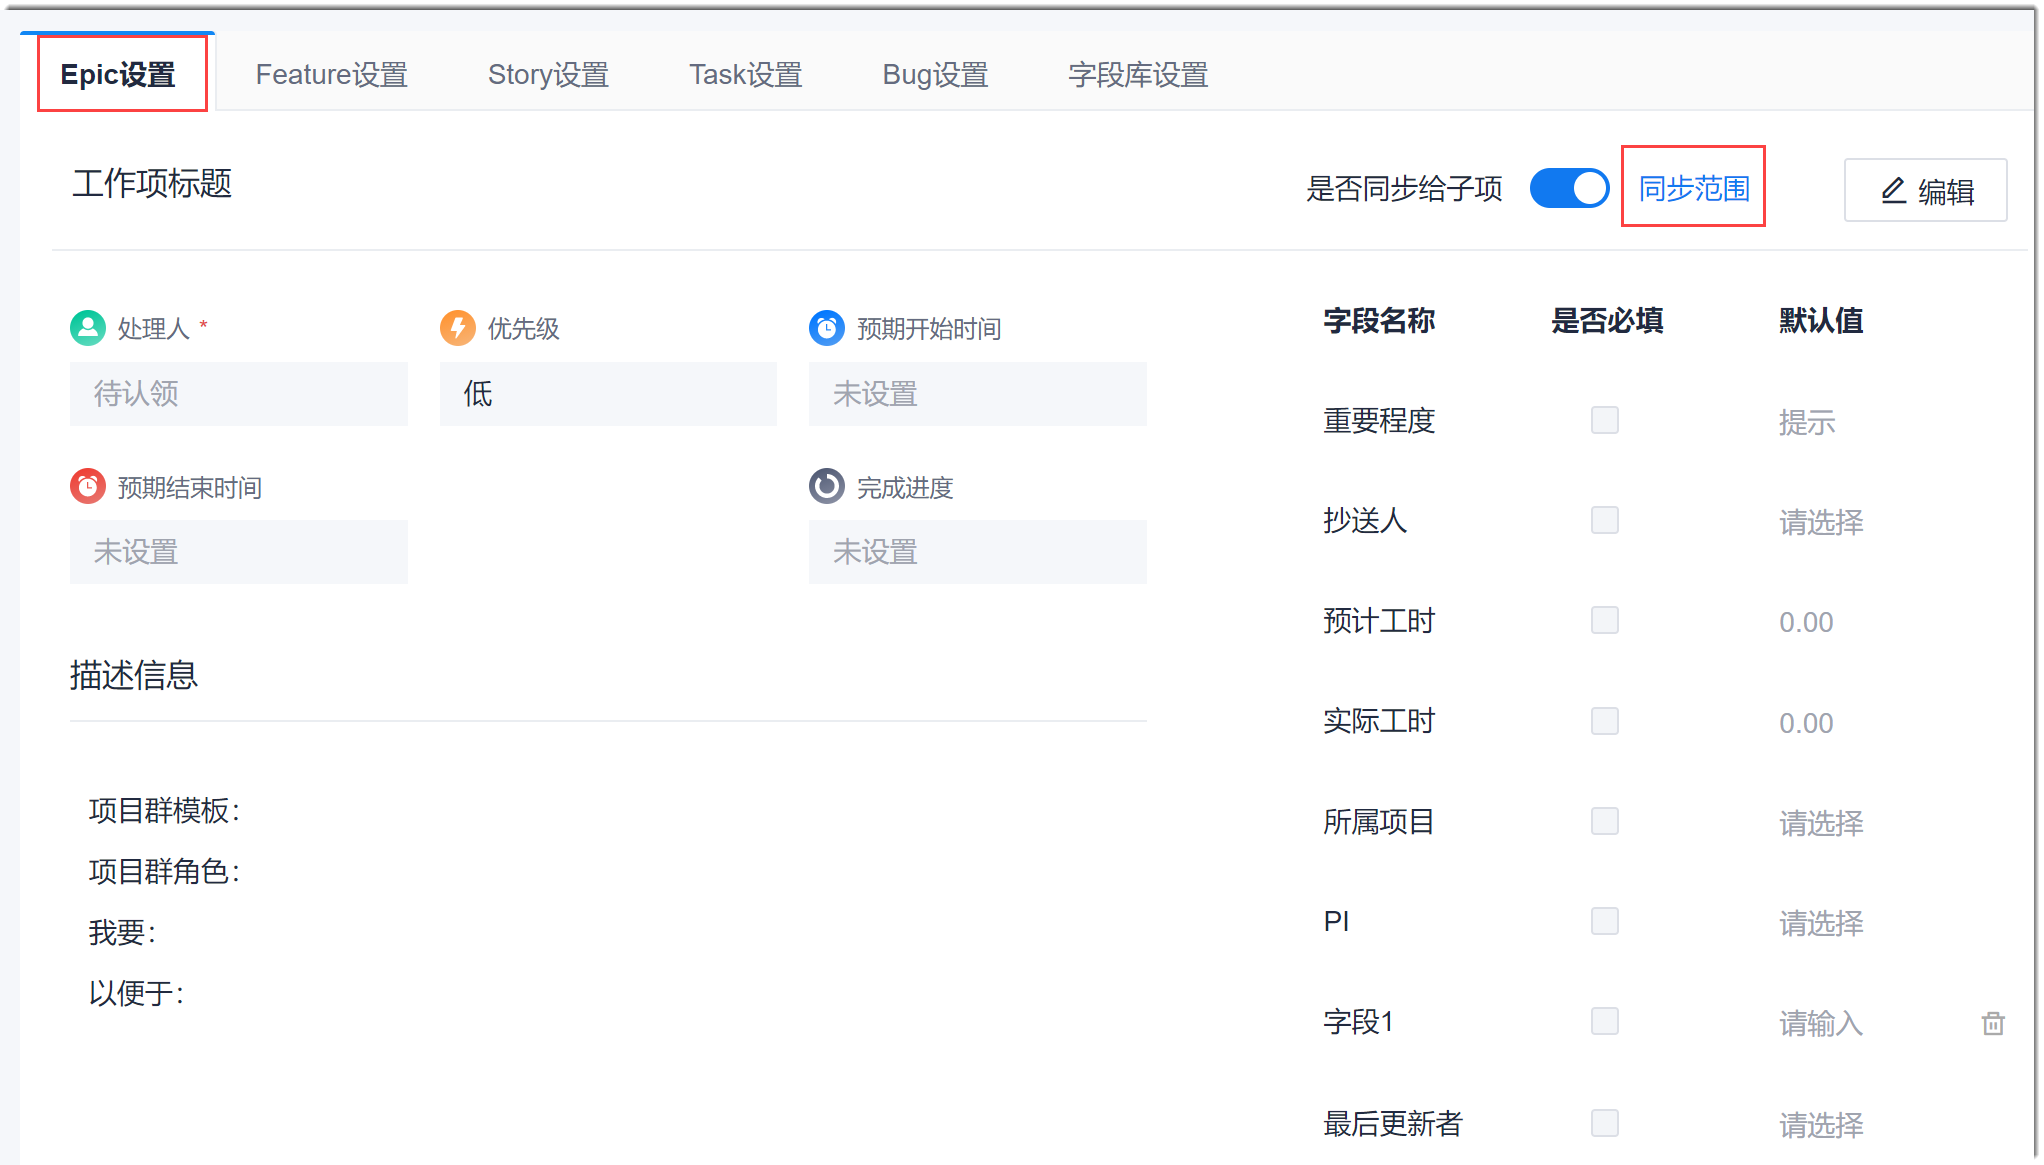 Epic设置 Feature设置 Story设置 Task设置 Bug设置 字段库设置
工作项标题 是否同步给子项 同步范围 编辑
处理人 * 优先级 预期开始时间
待认领 低 未设置
预期结束时间 完成进度
未设置 未设置
描述信息
项目群模板：
项目群角色：
我要：
以便于：
字段名称 是否必填 默认值
重要程度 提示
抄送人 请选择
预计工时 0.00
实际工时 0.00
所属项目 请选择
PI 请选择
字段1 请输入
最后更新者 请选择